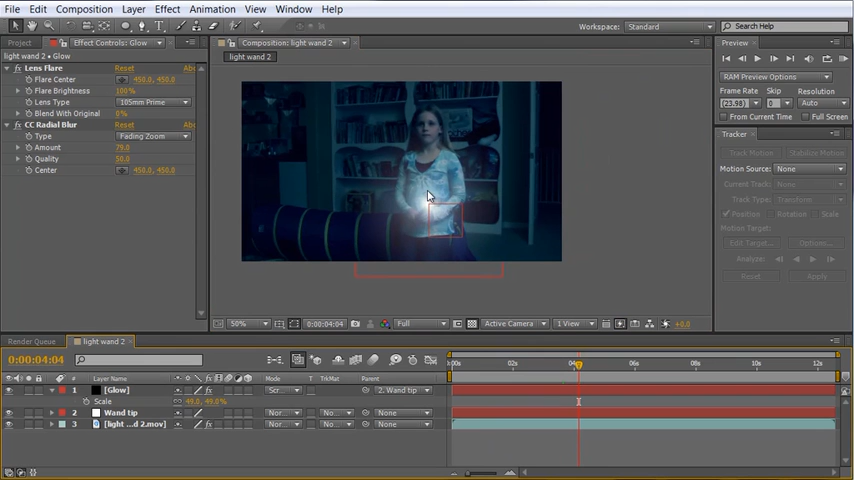 File Edit Composition Layer Effect Animation View Window Help
Workspace: Standard
Search Help
Project Effect Controls: Glow
Composition: light wand 2
Preview
light wand 2 • Glow
light wand 2
Lens Flare Reset Abo
Flare Center 450.0, 450.0
Flare Brightness 100%
Lens Type 105mm Prime
Blend With Original 0%
CC Radial Blur Reset Abo
Type Fading Zoom
Amount 79.0
Quality 50.0
Center 450.0, 450.0
RAM Preview Options
Frame Rate Skip Resolution
(23.98) 0 Auto
From Current Time Full Screen
Tracker
Track Motion Stabilize Motion
Motion Source: None
Current Track:
Track Type: Transform
Position Rotation Scale
Motion Target:
Edit Target... Options...
Analyze:
Reset Apply
50% 0:00:04:04 Full Active Camera 1 View +0.0
Render Queue light wand 2
0:00:04:04
# Layer Name Mode T TrkMat Parent
:00s 02s 04s 06s 08s 10s 12s
1 [Glow] Scr... 2. Wand tip
Scale 49.0, 49.0%
2 Wand tip Nor... No... None
3 [light ...d 2.mov] Nor... No... None